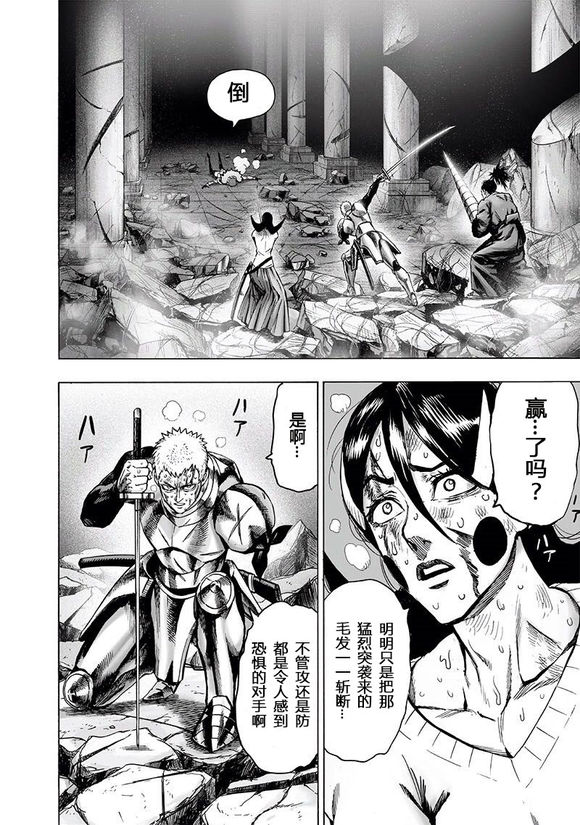 倒
赢…了吗？
明明只是把那
猛烈突袭来的
毛发一一斩断…
ハァ
ハァ
是啊…
ハァ
ハァ
不管攻还是防
都是令人感到
恐惧的对手啊